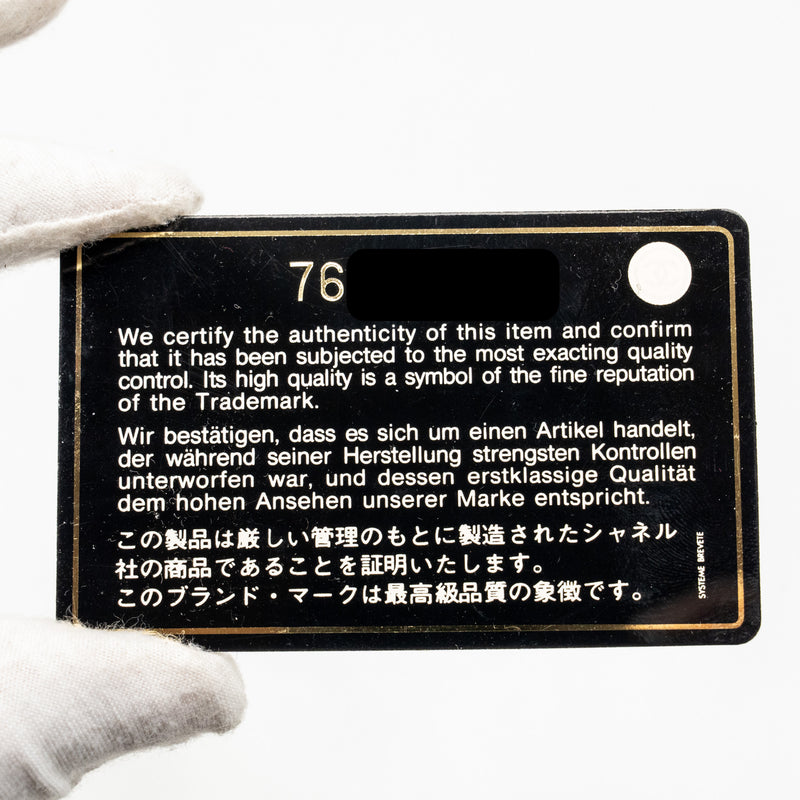 76
We certify the authenticity of this item and confirm
that it has been subjected to the most exacting quality
control. Its high quality is a symbol of the fine reputation
of the Trademark.
Wir bestätigen, dass es sich um einen Artikel handelt,
der während seiner Herstellung strengsten Kontrollen
unterworfen war, und dessen erstklassige Qualität
dem hohen Ansehen unserer Marke entspricht.
この製品は厳しい管理のもとに製造されたシャネル
社の商品であることを証明いたします。
このブランド・マークは最高級品質の象徴です。
SYSTEME BREVETE